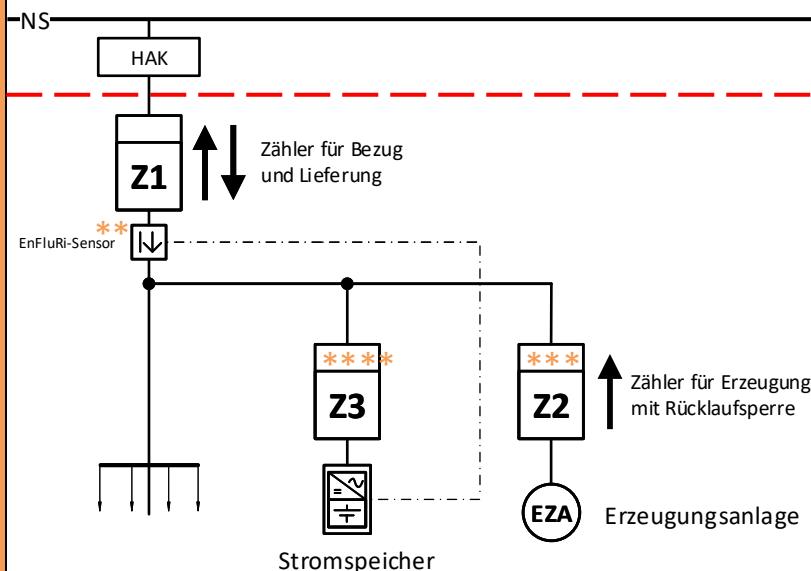 NS
HAK
Z1
Zähler für Bezug
und Lieferung
**
EnFluRi-Sensor
****
Z3
***
Z2
Zähler für Erzeugung
mit Rücklaufsperre
EZA
Erzeugungsanlage
Stromspeicher